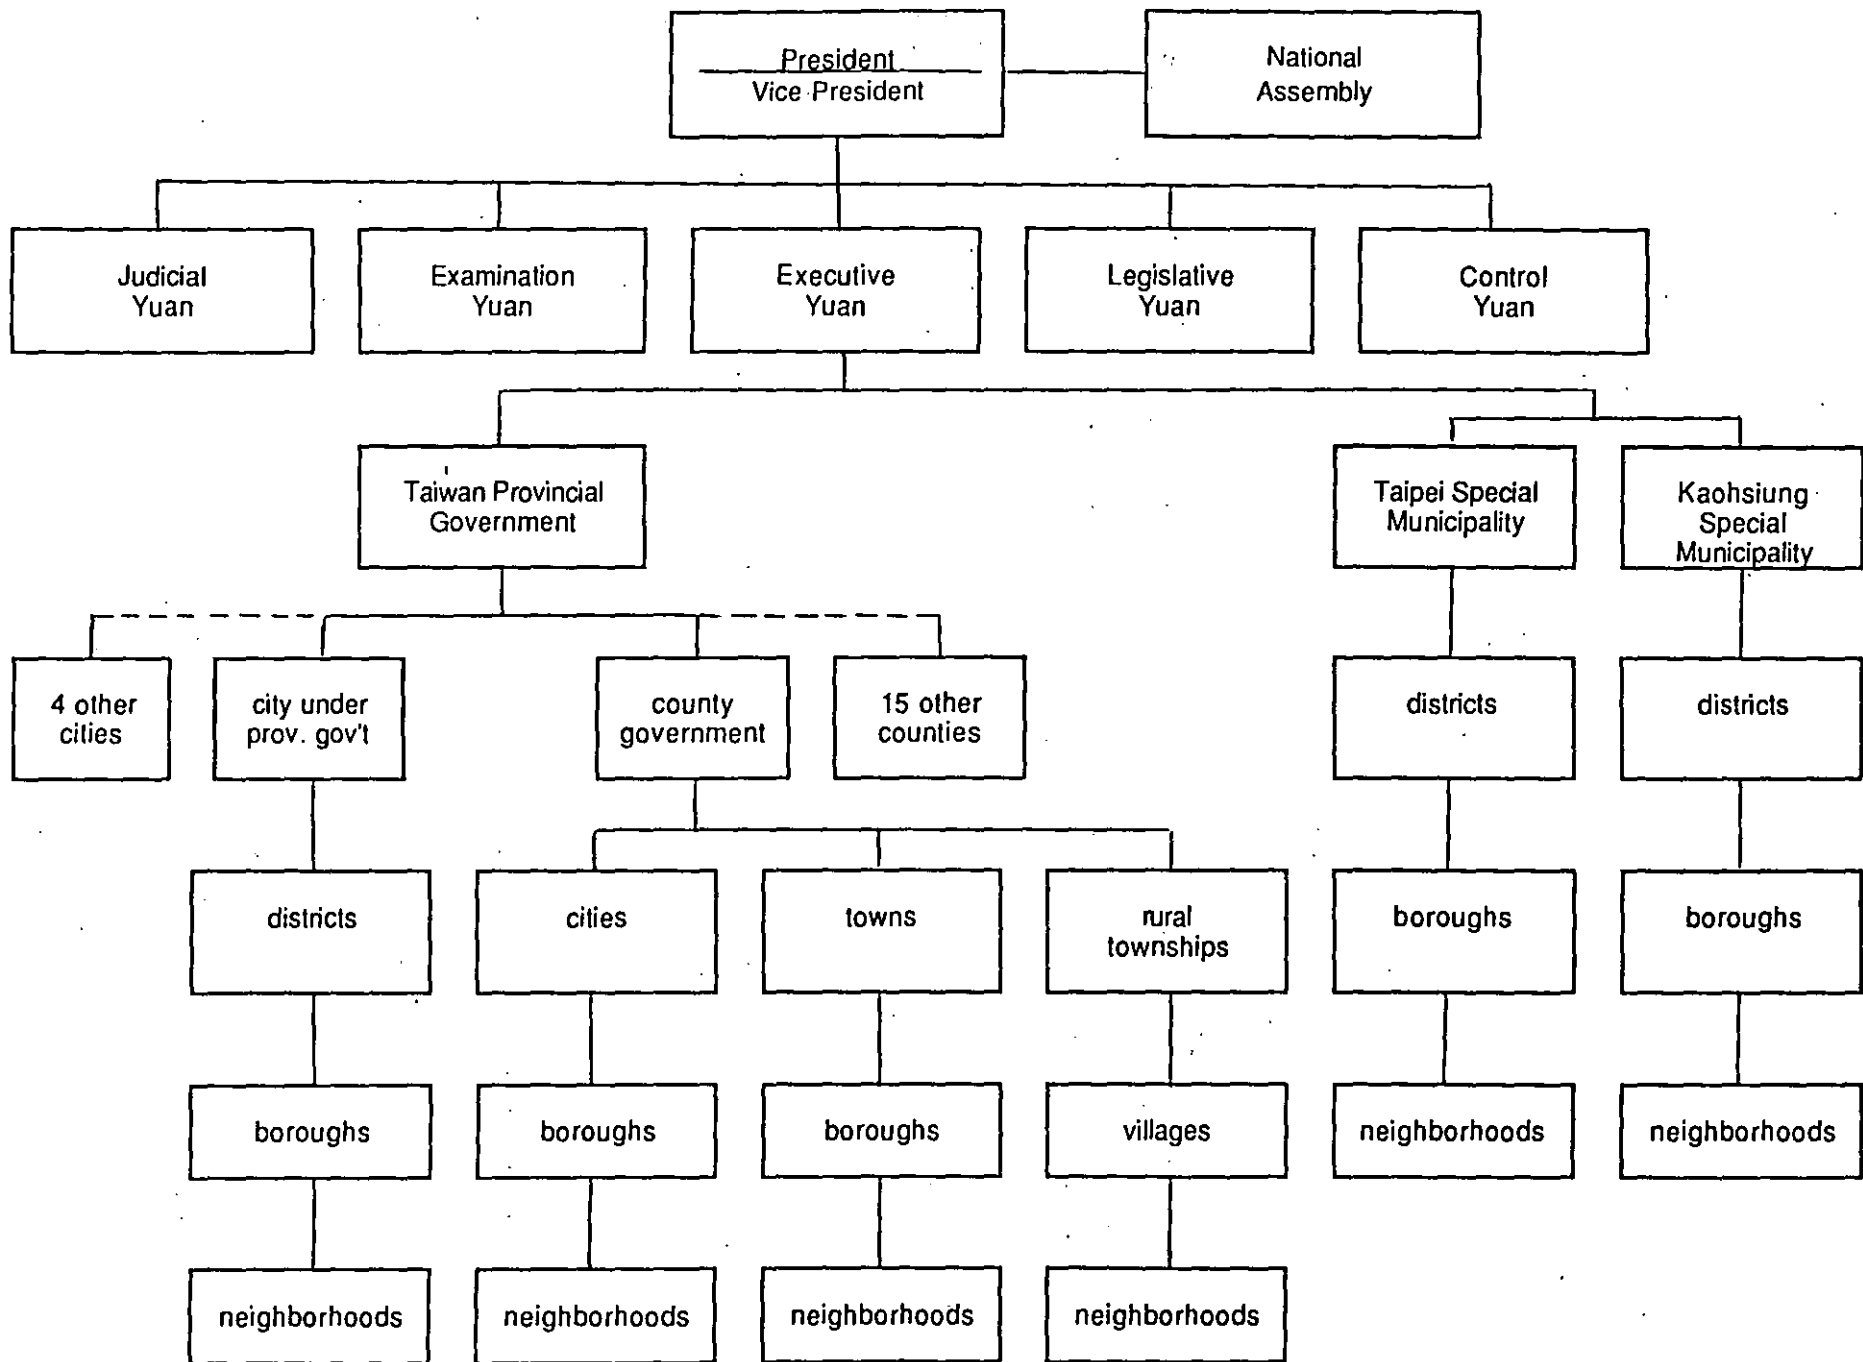 President
Vice President
National
Assembly
Judicial
Yuan
Examination
Yuan
Executive
Yuan
Legislative
Yuan
Control
Yuan
Taiwan Provincial
Government
Taipei Special
Municipality
Kaohsiung
Special
Municipality
4 other
cities
city under
prov. gov't
county
government
15 other
counties
districts
districts
districts
cities
towns
rural
townships
boroughs
boroughs
boroughs
boroughs
boroughs
villages
neighborhoods
neighborhoods
neighborhoods
neighborhoods
neighborhoods
neighborhoods